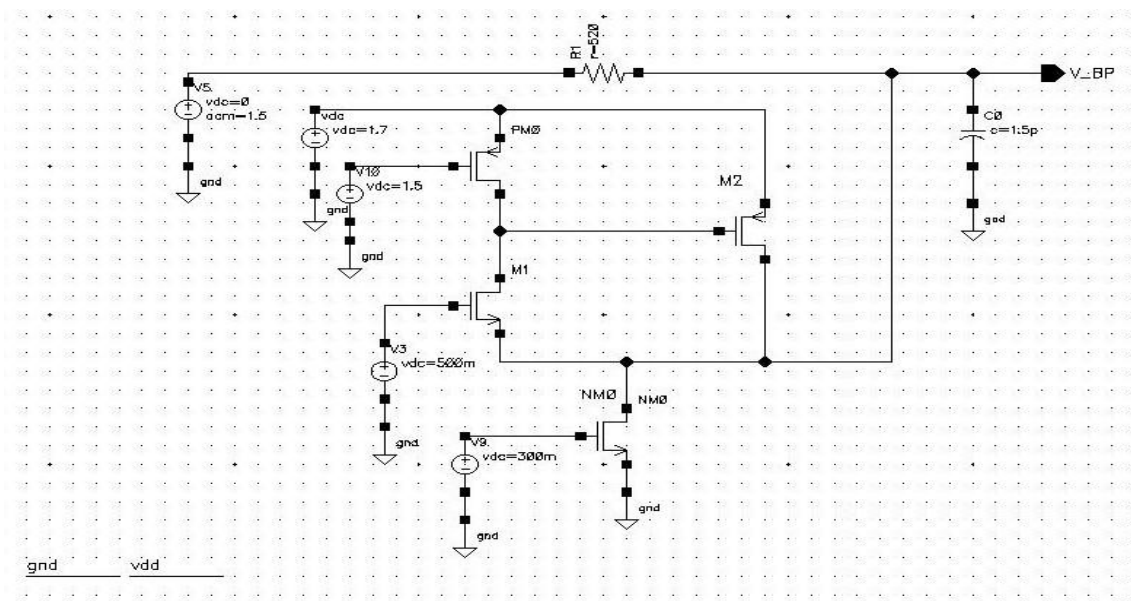 R1
r=520
V_BP
V5
vdc=0
acm=1.5
gnd
vdc
vdc=1.7
PM0
C0
c=1.5p
gnd
V10
vdc=1.5
gnd
gnd
M2
M1
V3
vdc=500m
gnd
NM0
NM0
V9
vdc=300m
gnd
gnd
gnd
vdd